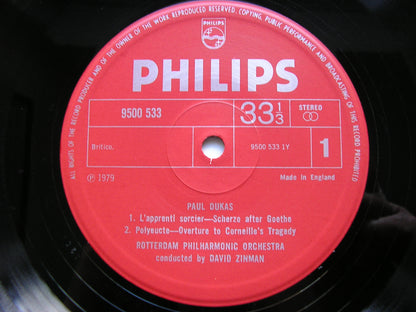 ALL RIGHTS OF THE RECORD PRODUCER AND OF THE OWNER OF THE WORK REPRODUCED RESERVED. COPYING, PUBLIC PERFORMANCE AND BROADCASTING OF THIS RECORD PROHIBITED
PHILIPS
PHILIPS
9500 533
33 1/3
STEREO
Britico.
9500 533 1Y
1
℗ 1979
Made in England
PAUL DUKAS
1. L'apprenti sorcier—Scherzo after Goethe
2. Polyeucte—Overture to Corneille's Tragedy
ROTTERDAM PHILHARMONIC ORCHESTRA
conducted by DAVID ZINMAN